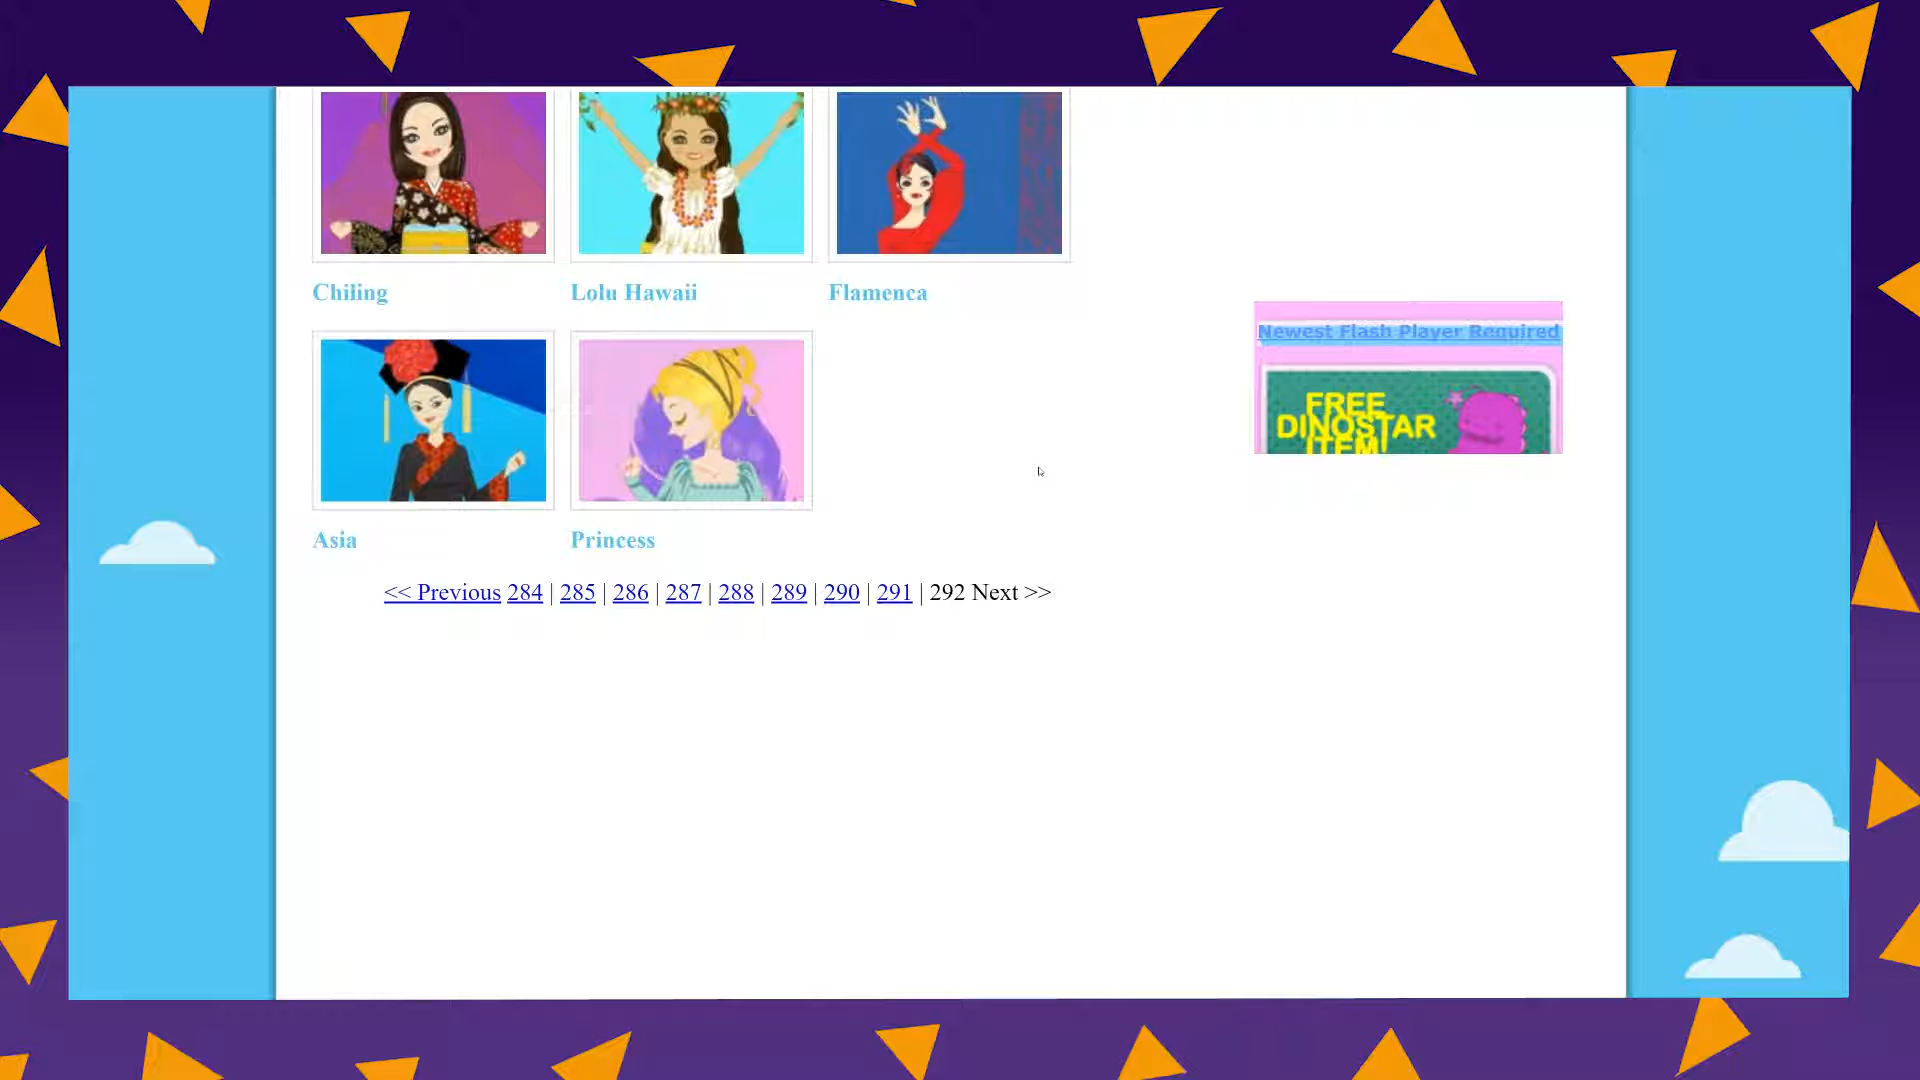 Chiling
Lolu Hawaii
Flamenca
Newest Flash Player Required
FREE
DINOSTAR
ITEM!
Asia
Princess
<< Previous 284 | 285 | 286 | 287 | 288 | 289 | 290 | 291 | 292 Next >>